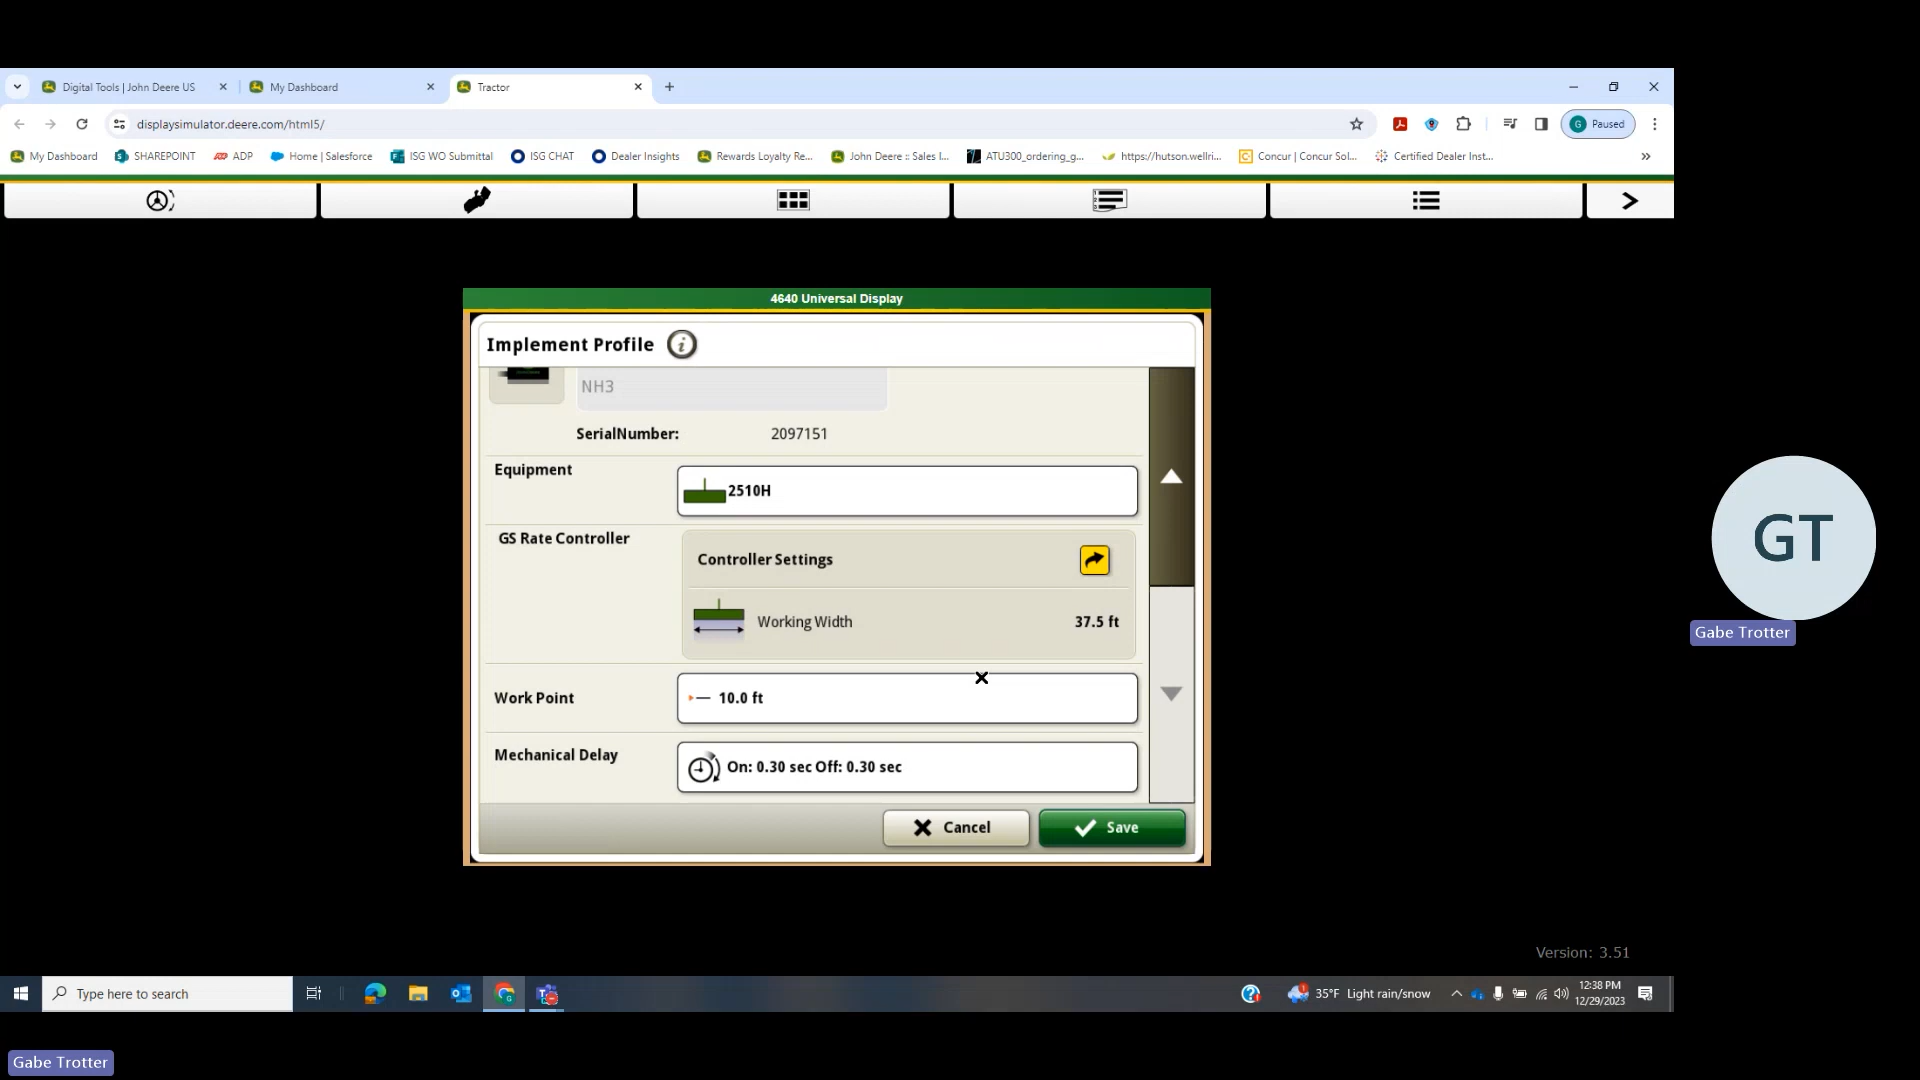 Digital Tools | John Deere US
My Dashboard
Tractor
displaysimulator.deere.com/html5/
G Paused
My Dashboard
SHAREPOINT
ADP
Home | Salesforce
ISG WO Submittal
ISG CHAT
Dealer Insights
Rewards Loyalty Re...
John Deere :: Sales I...
ATU300_ordering_g...
https://hutson.wellri...
Concur | Concur Sol...
Certified Dealer Inst...
4640 Universal Display
Implement Profile
NH3
SerialNumber: 2097151
Equipment
2510H
GS Rate Controller
Controller Settings
Working Width 37.5 ft
Work Point
10.0 ft
Mechanical Delay
On: 0.30 sec Off: 0.30 sec
Cancel
Save
GT
Gabe Trotter
Version: 3.51
Type here to search
35°F Light rain/snow
12:38 PM
12/29/2023
Gabe Trotter